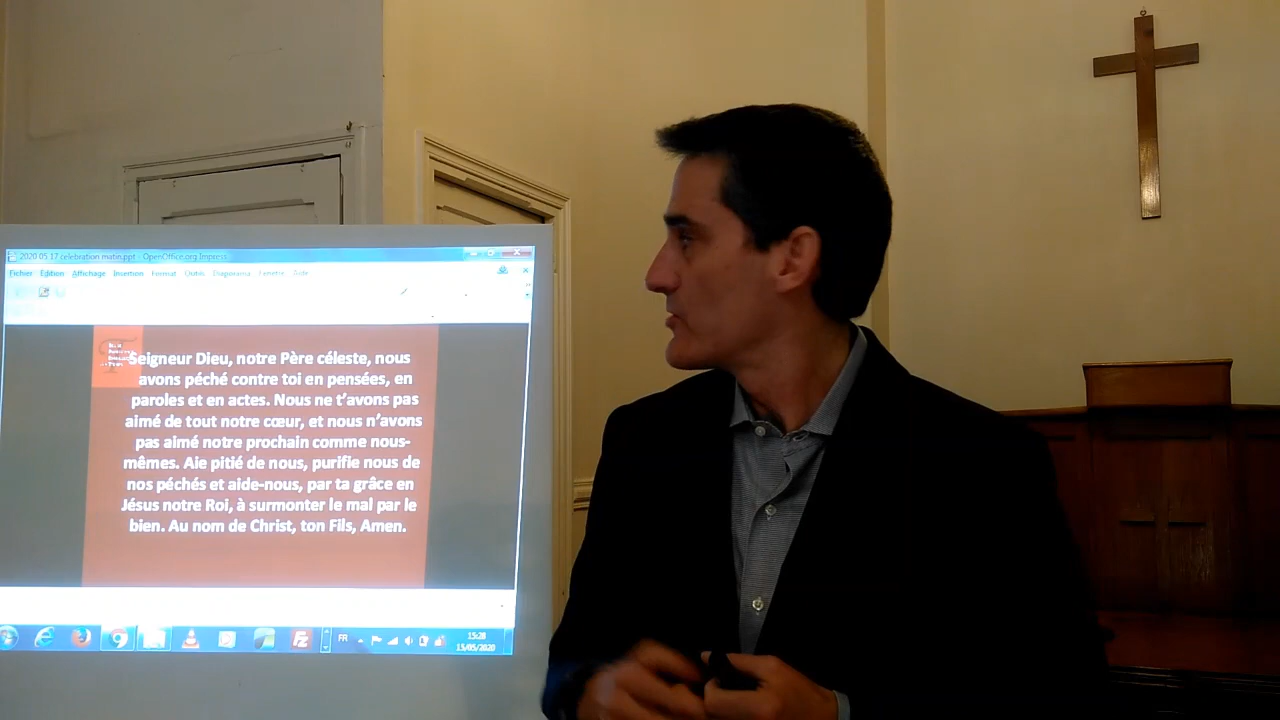 2020 05 17 celebration matin.ppt - OpenOffice.org Impress
Fichier Edition Affichage Insertion Format Outils Diaporama Fenêtre Aide
Seigneur Dieu, notre Père céleste, nous
avons péché contre toi en pensées, en
paroles et en actes. Nous ne t’avons pas
aimé de tout notre cœur, et nous n’avons
pas aimé notre prochain comme nous-
mêmes. Aie pitié de nous, purifie nous de
nos péchés et aide-nous, par ta grâce en
Jésus notre Roi, à surmonter le mal par le
bien. Au nom de Christ, ton Fils, Amen.
FR
15:28
15/05/2020